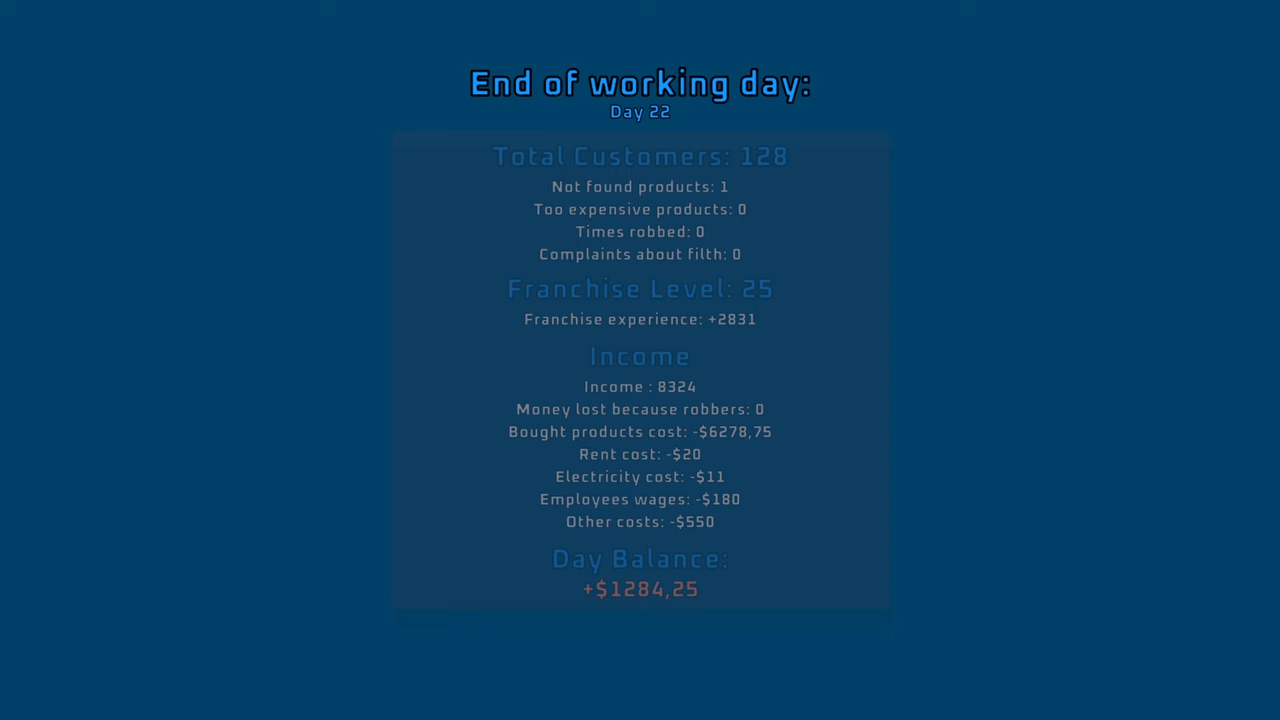 End of working day:
Day 22
Total Customers: 128
Not found products: 1
Too expensive products: 0
Times robbed: 0
Complaints about filth: 0
Franchise Level: 25
Franchise experience: +2831
Income
Income : 8324
Money lost because robbers: 0
Bought products cost: -$6278,75
Rent cost: -$20
Electricity cost: -$11
Employees wages: -$180
Other costs: -$550
Day Balance:
+$1284,25